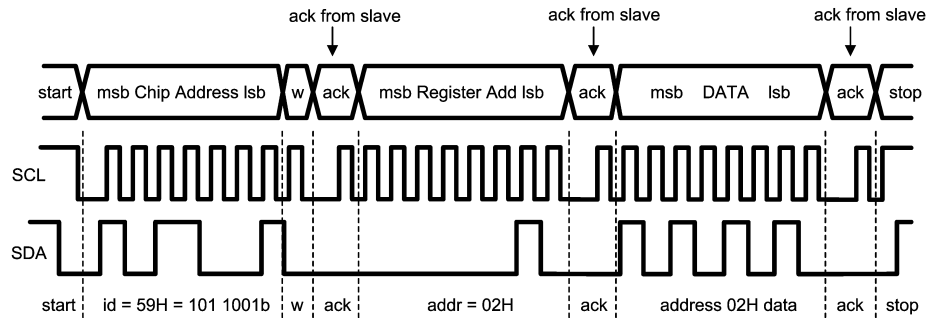 ack from slave ack from slave ack from slave
start msb Chip Address lsb w ack msb Register Add lsb ack msb DATA lsb ack stop
SCL
SDA
start id = 59H = 101 1001b w ack addr = 02H ack address 02H data ack stop